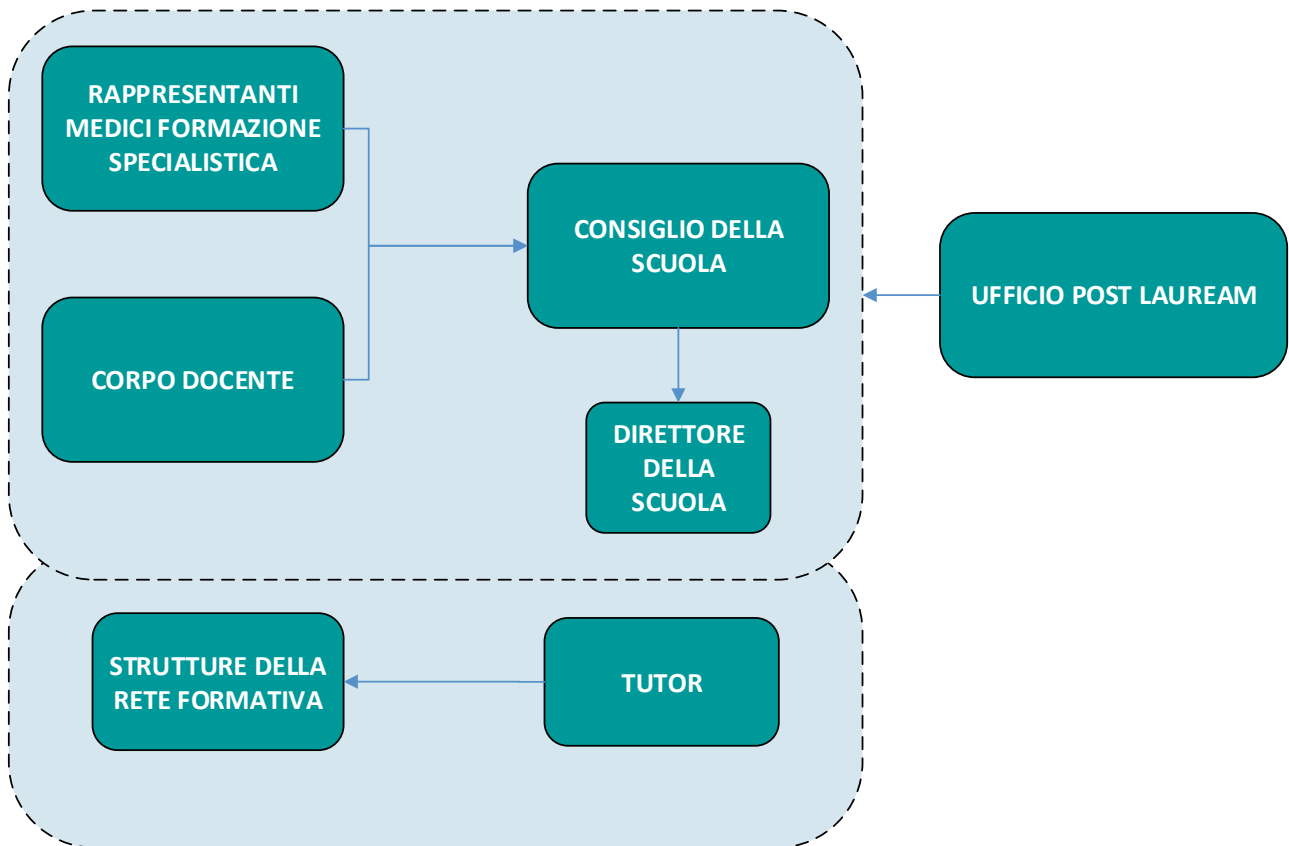 RAPPRESENTANTI
MEDICI FORMAZIONE
SPECIALISTICA
CONSIGLIO DELLA
SCUOLA
UFFICIO POST LAUREAM
CORPO DOCENTE
DIRETTORE
DELLA
SCUOLA
STRUTTURE DELLA
RETE FORMATIVA
TUTOR